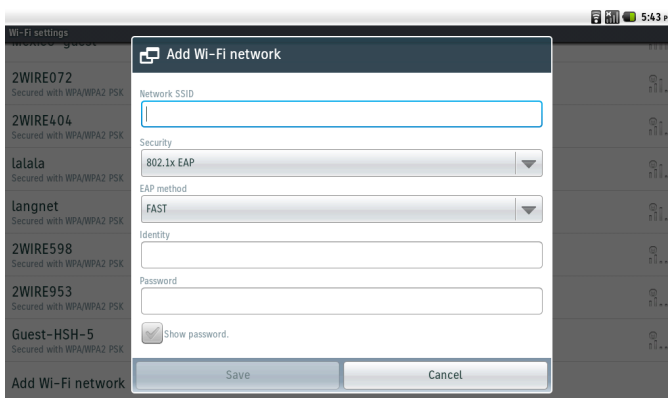 5:43 P
Wi-Fi settings
Add Wi-Fi network
2WIRE072
Secured with WPA/WPA2 PSK
2WIRE404
Secured with WPA/WPA2 PSK
lalala
Secured with WPA/WPA2 PSK
langnet
Secured with WPA/WPA2 PSK
2WIRE598
Secured with WPA/WPA2 PSK
2WIRE953
Secured with WPA/WPA2 PSK
Guest-HSH-5
Secured with WPA/WPA2 PSK
Add Wi-Fi network
Network SSID
Security
802.1x EAP
EAP method
FAST
Identity
Password
Show password.
Save
Cancel